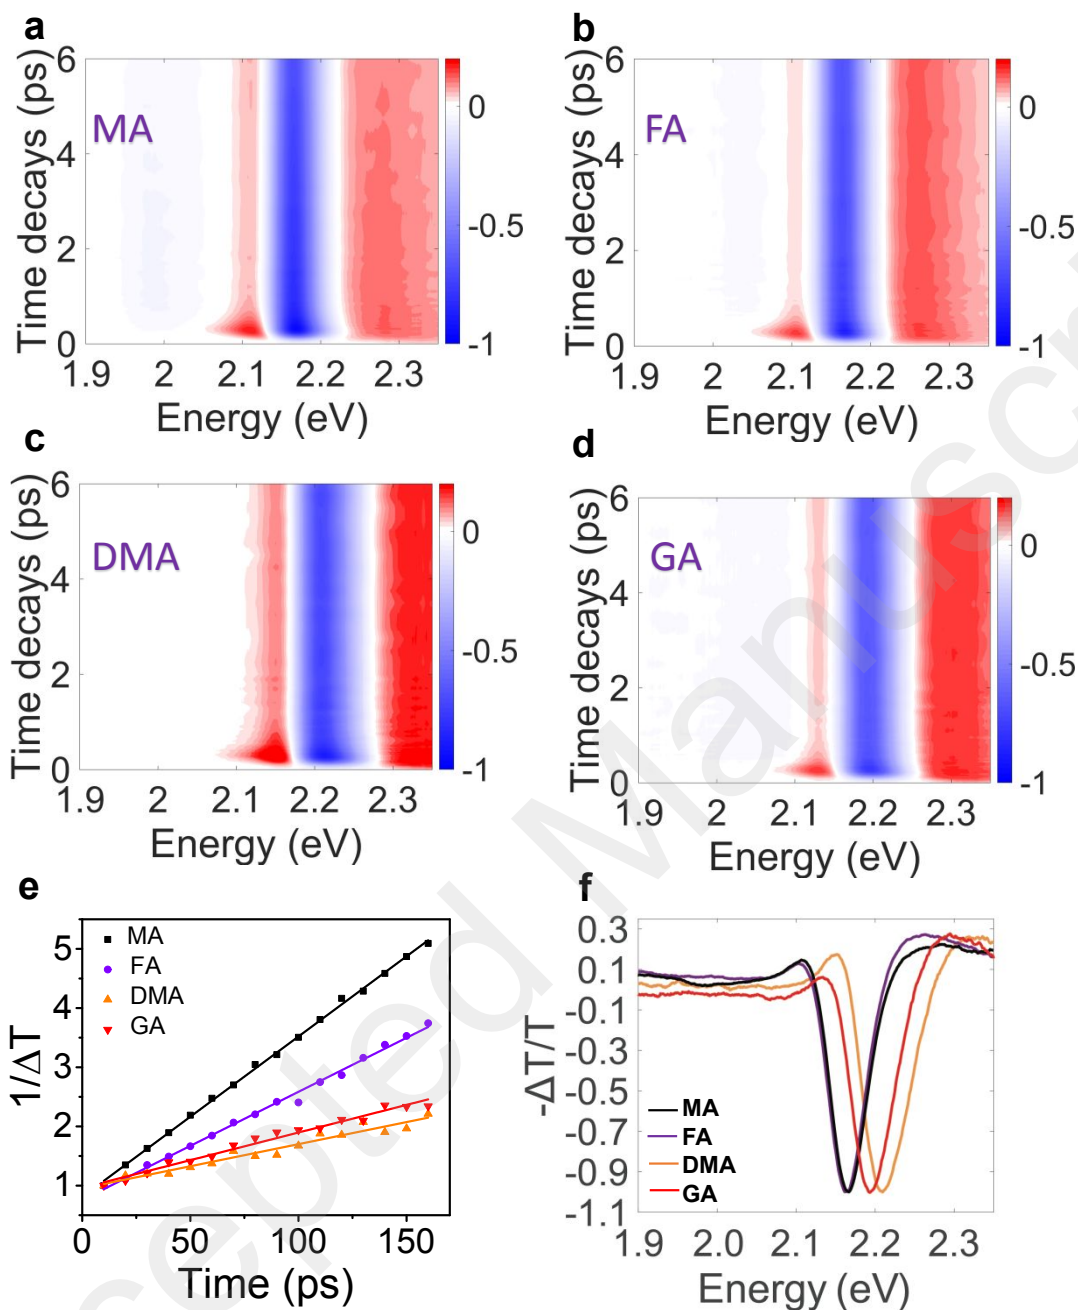 a
6
4
2
0
Time decays (ps)
MA
1.9
2
2.1
2.2
2.3
Energy (eV)
0
-0.5
-1
b
6
4
2
0
Time decays (ps)
FA
1.9
2
2.1
2.2
2.3
Energy (eV)
0
-0.5
-1
c
6
4
2
0
Time decays (ps)
DMA
1.9
2
2.1
2.2
2.3
Energy (eV)
0
-0.5
-1
d
6
4
2
0
Time decays (ps)
GA
1.9
2
2.1
2.2
2.3
Energy (eV)
0
-0.5
-1
e
5
4
3
2
1
1/ΔT
MA
FA
DMA
GA
0
50
100
150
Time (ps)
f
0.3
0.1
-0.1
-0.3
-0.5
-0.7
-0.9
-1.1
-ΔT/T
MA
FA
DMA
GA
1.9
2.0
2.1
2.2
2.3
Energy (eV)
cepted Manuscri